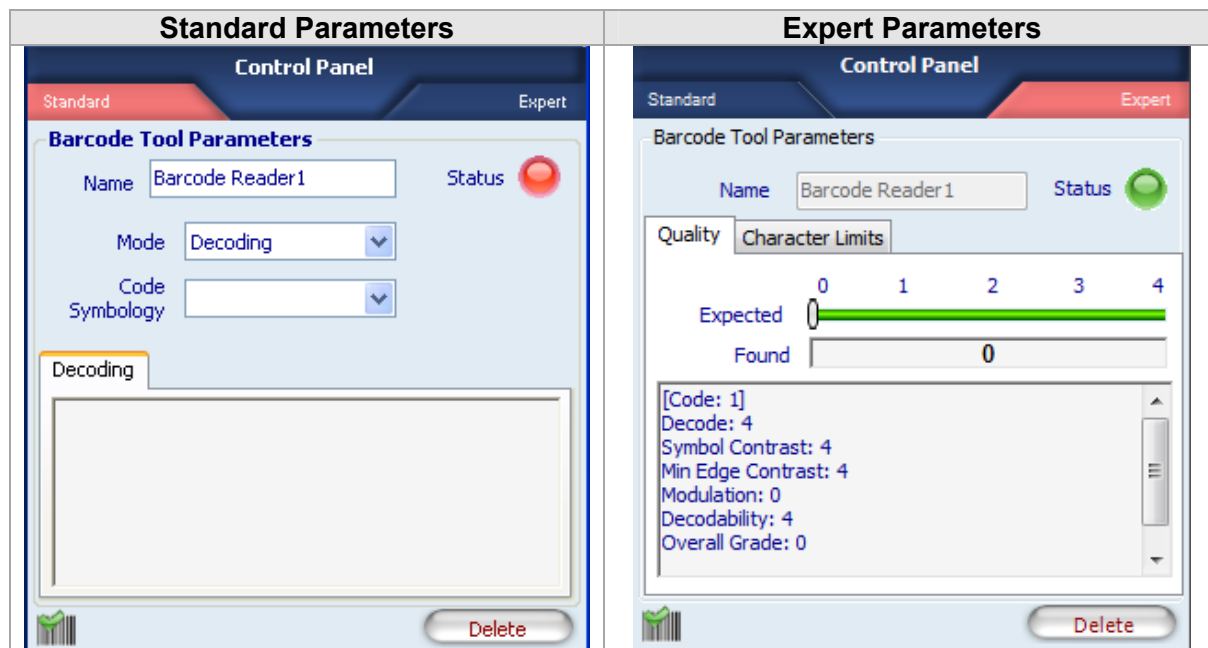 Standard Parameters
Control Panel
Standard
Expert
Barcode Tool Parameters
Name
Barcode Reader1
Status
Mode
Decoding
Code
Symbology
Decoding
Delete
Expert Parameters
Control Panel
Standard
Expert
Barcode Tool Parameters
Name
Barcode Reader1
Status
Quality
Character Limits
0 1 2 3 4
Expected
Found
0
[Code: 1]
Decode: 4
Symbol Contrast: 4
Min Edge Contrast: 4
Modulation: 0
Decodability: 4
Overall Grade: 0
Delete